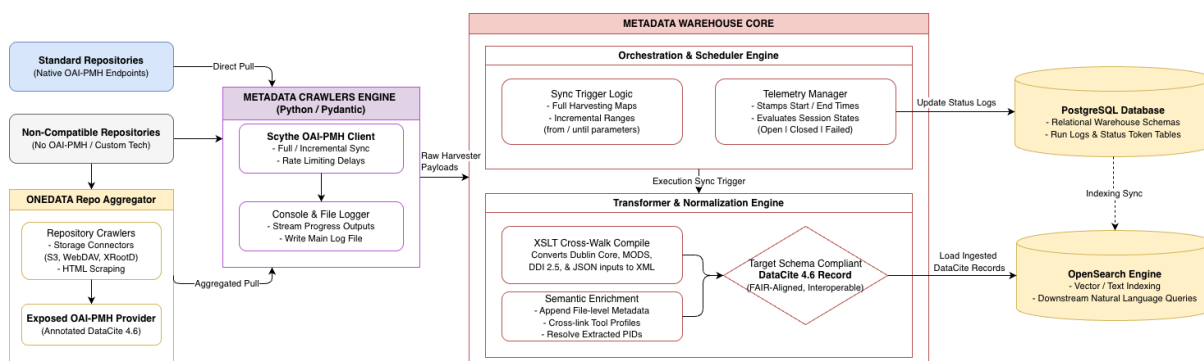 Standard Repositories
(Native OAI-PMH Endpoints)
Direct Pull
Non-Compatible Repositories
(No OAI-PMH / Custom Tech)
ONEDATA Repo Aggregator
Repository Crawlers
- Storage Connectors
(S3, WebDAV, XRootD)
- HTML Scraping
Exposed OAI-PMH Provider
(Annotated DataCite 4.6)
Aggregated Pull
METADATA CRAWLERS ENGINE
(Python / Pydantic)
Scythe OAI-PMH Client
- Full / Incremental Sync
- Rate Limiting Delays
Console & File Logger
- Stream Progress Outputs
- Write Main Log File
Raw Harvester
Payloads
METADATA WAREHOUSE CORE
Orchestration & Scheduler Engine
Sync Trigger Logic
- Full Harvesting Maps
- Incremental Ranges
(from / until parameters)
Telemetry Manager
- Stamps Start / End Times
- Evaluates Session States
(Open | Closed | Failed)
Execution Sync Trigger
Transformer & Normalization Engine
XSLT Cross-Walk Compile
Converts Dublin Core, MODS,
DDI 2.5, & JSON inputs to XML
Semantic Enrichment
- Append File-level Metadata
- Cross-link Tool Profiles
- Resolve Extracted PIDs
Target Schema Compliant
DataCite 4.6 Record
(FAIR-Aligned, Interoperable)
Update Status Logs
PostgreSQL Database
- Relational Warehouse Schemas
- Run Logs & Status Token Tables
Indexing Sync
Load Ingested
DataCite Records
OpenSearch Engine
- Vector / Text Indexing
- Downstream Natural Language Queries